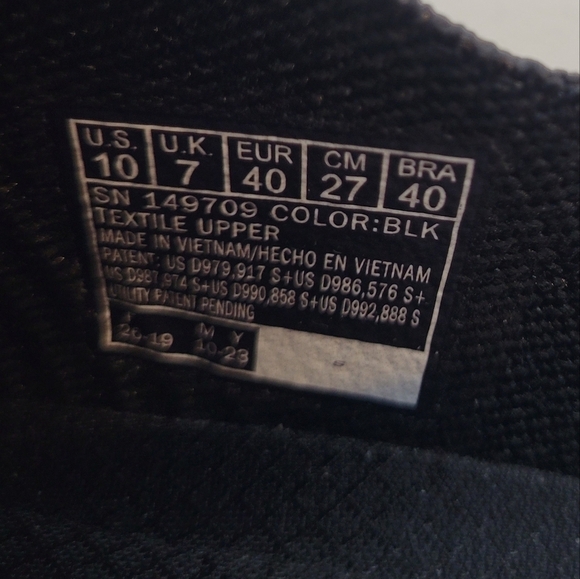 U.S. U.K. EUR CM BRA
10 7 40 27 40
SN 149709 COLOR:BLK
TEXTILE UPPER
MADE IN VIETNAM/HECHO EN VIETNAM
PATENT: US D979,917 S+US D986,576 S+
US D987,974 S+US D990,858 S+US D992,888 S
UTILITY PATENT PENDING
M Y
26-19 10-23